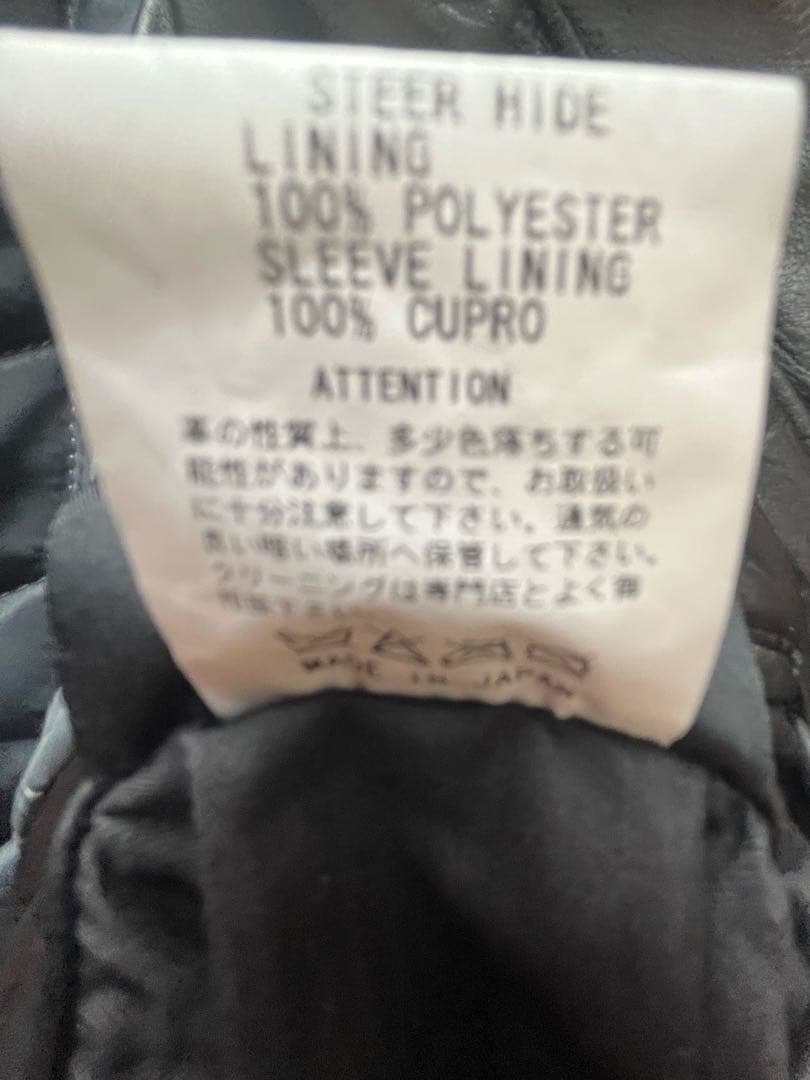 STEER HIDE
LINING
100% POLYESTER
SLEEVE LINING
100% CUPRO
ATTENTION
革の性質上、多少色落ちする可
能性がありますので、お取扱い
に十分注意して下さい。通気の
良い暗い場所へ保管して下さい。
クリーニングは専門店とよく
MADE IN JAPAN